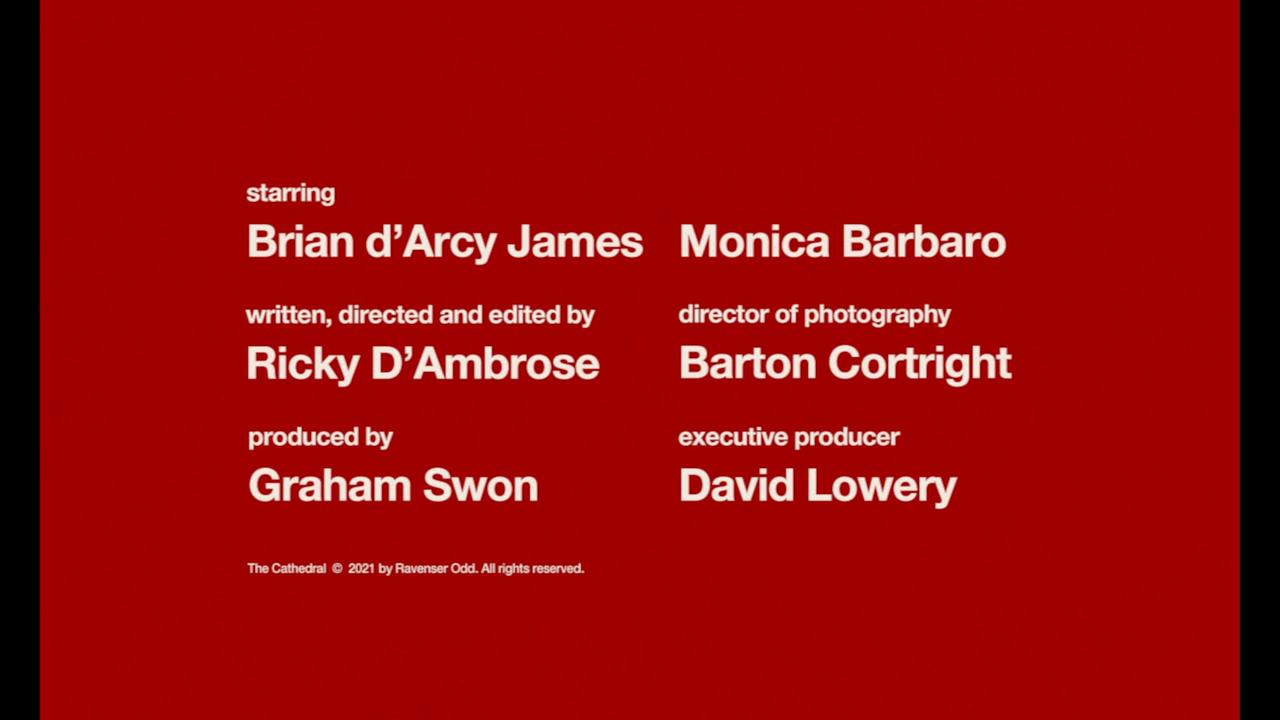 starring
Brian d’Arcy James
Monica Barbaro
written, directed and edited by
Ricky D’Ambrose
director of photography
Barton Cortright
produced by
Graham Swon
executive producer
David Lowery
The Cathedral © 2021 by Ravenser Odd. All rights reserved.